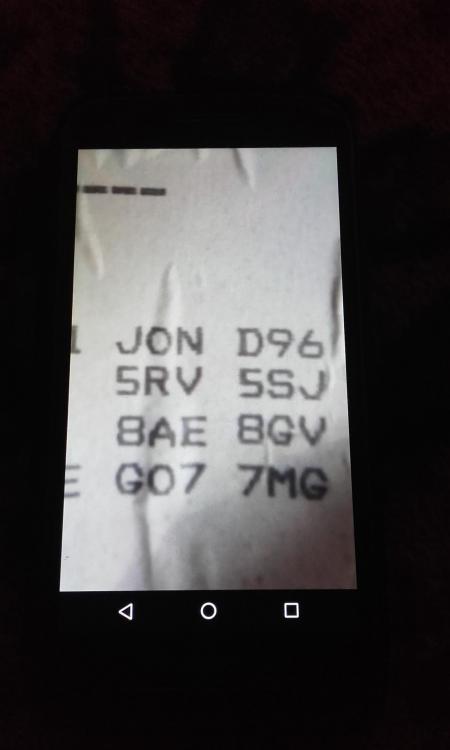 JON D96
5RV 5SJ
8AE 8GV
GO7 7MG